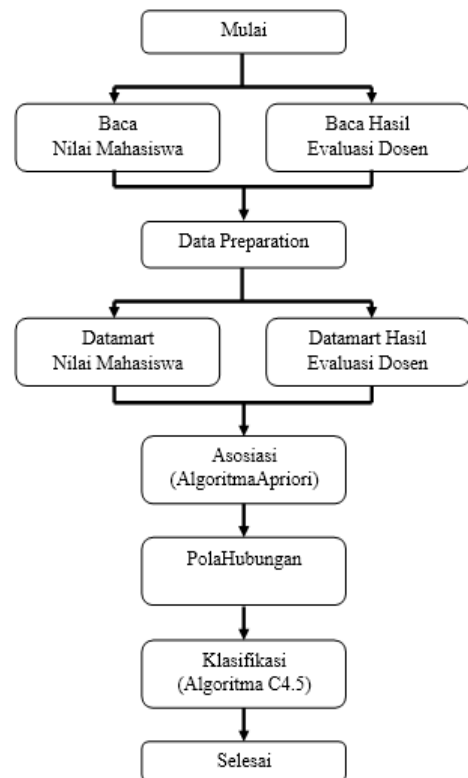 Mulai
Baca
Nilai Mahasiswa
Baca Hasil
Evaluasi Dosen
Data Preparation
Datamart
Nilai Mahasiswa
Datamart Hasil
Evaluasi Dosen
Asosiasi
(AlgoritmaApriori)
PolaHubungan
Klasifikasi
(Algoritma C4.5)
Selesai